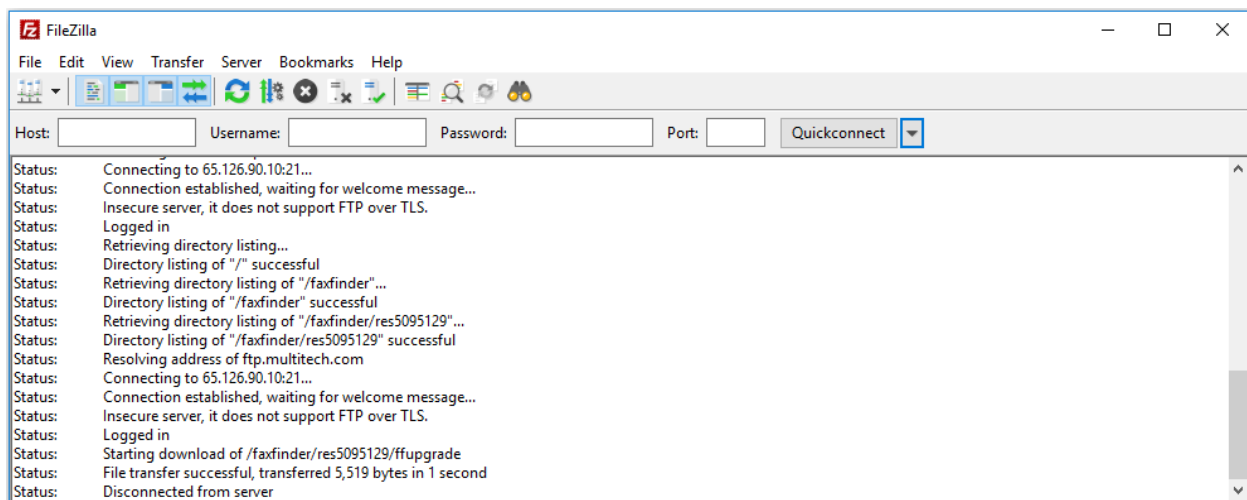 FileZilla
File Edit View Transfer Server Bookmarks Help
Host: Username: Password: Port: Quickconnect
Status: Connecting to 65.126.90.10:21...
Status: Connection established, waiting for welcome message...
Status: Insecure server, it does not support FTP over TLS.
Status: Logged in
Status: Retrieving directory listing...
Status: Directory listing of "/" successful
Status: Retrieving directory listing of "/faxfinder"...
Status: Directory listing of "/faxfinder" successful
Status: Retrieving directory listing of "/faxfinder/res5095129"...
Status: Directory listing of "/faxfinder/res5095129" successful
Status: Resolving address of ftp.multitech.com
Status: Connecting to 65.126.90.10:21...
Status: Connection established, waiting for welcome message...
Status: Insecure server, it does not support FTP over TLS.
Status: Logged in
Status: Starting download of /faxfinder/res5095129/ffupgrade
Status: File transfer successful, transferred 5,519 bytes in 1 second
Status: Disconnected from server